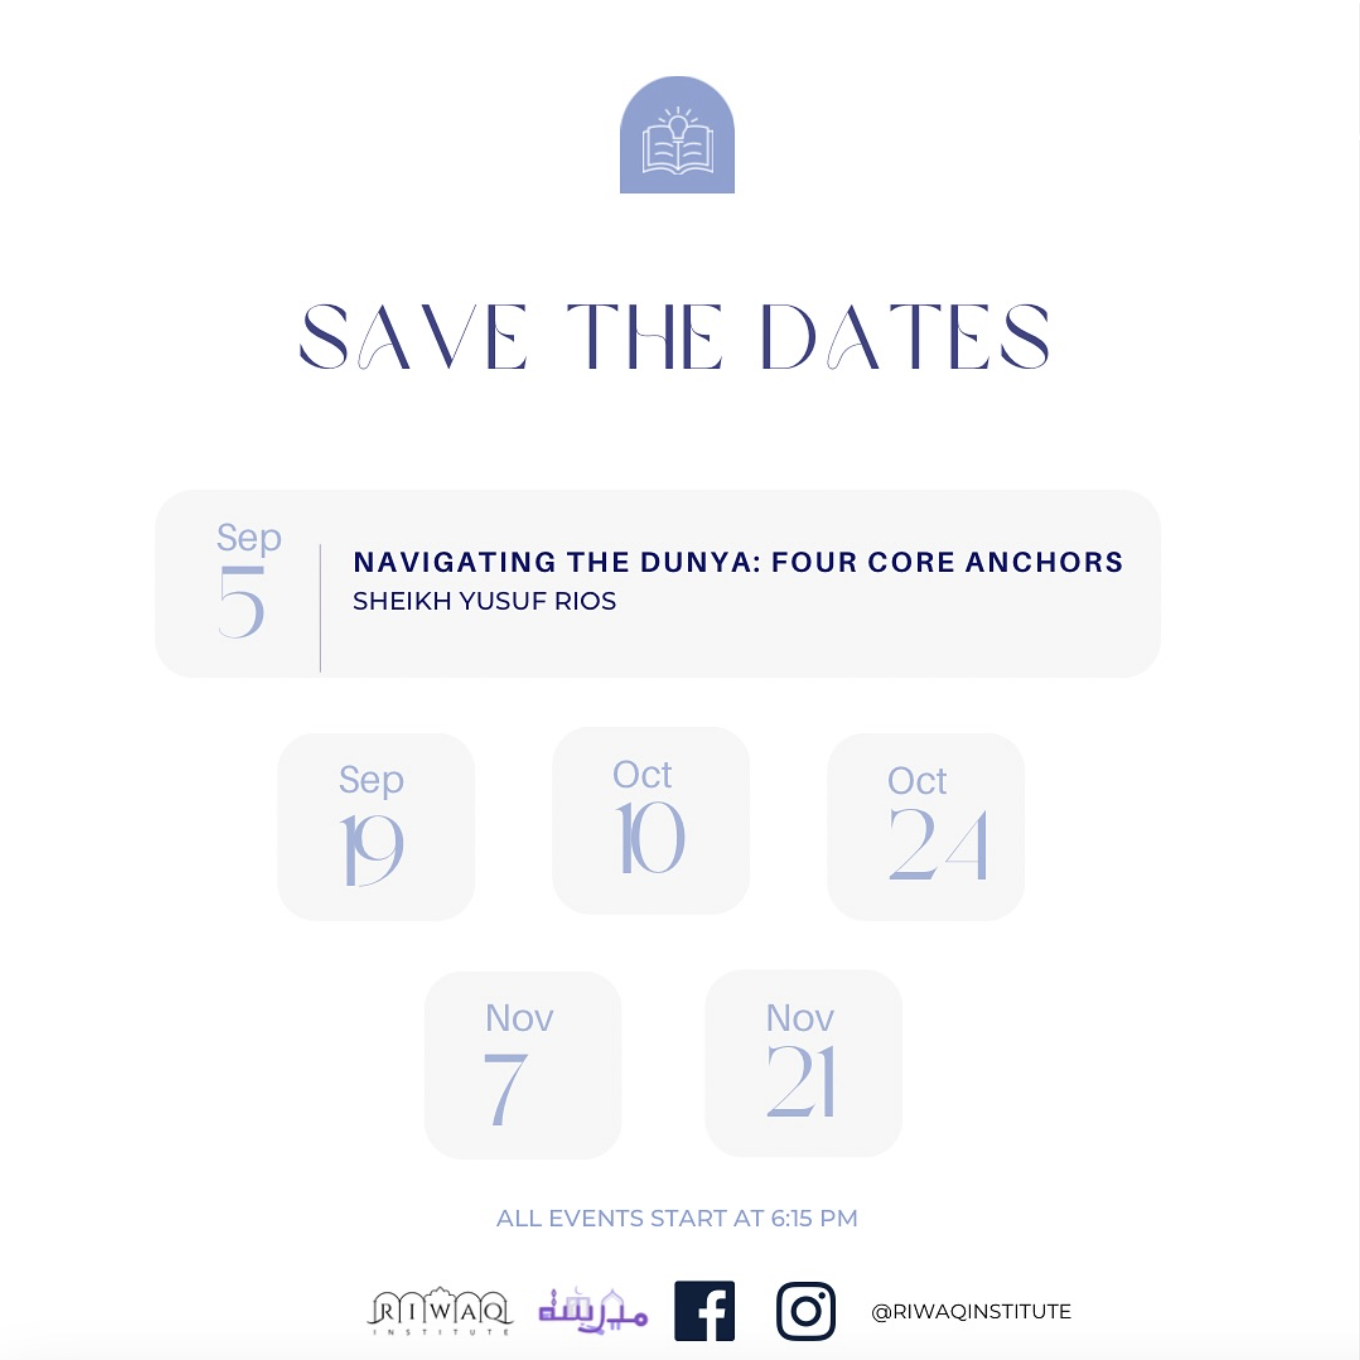 SAVE THE DATES
Sep
5
NAVIGATING THE DUNYA: FOUR CORE ANCHORS
SHEIKH YUSUF RIOS
Sep
19
Oct
10
Oct
24
Nov
7
Nov
21
ALL EVENTS START AT 6:15 PM
RIWAQ
INSTITUTE
مدرسة
@RIWAQINSTITUTE